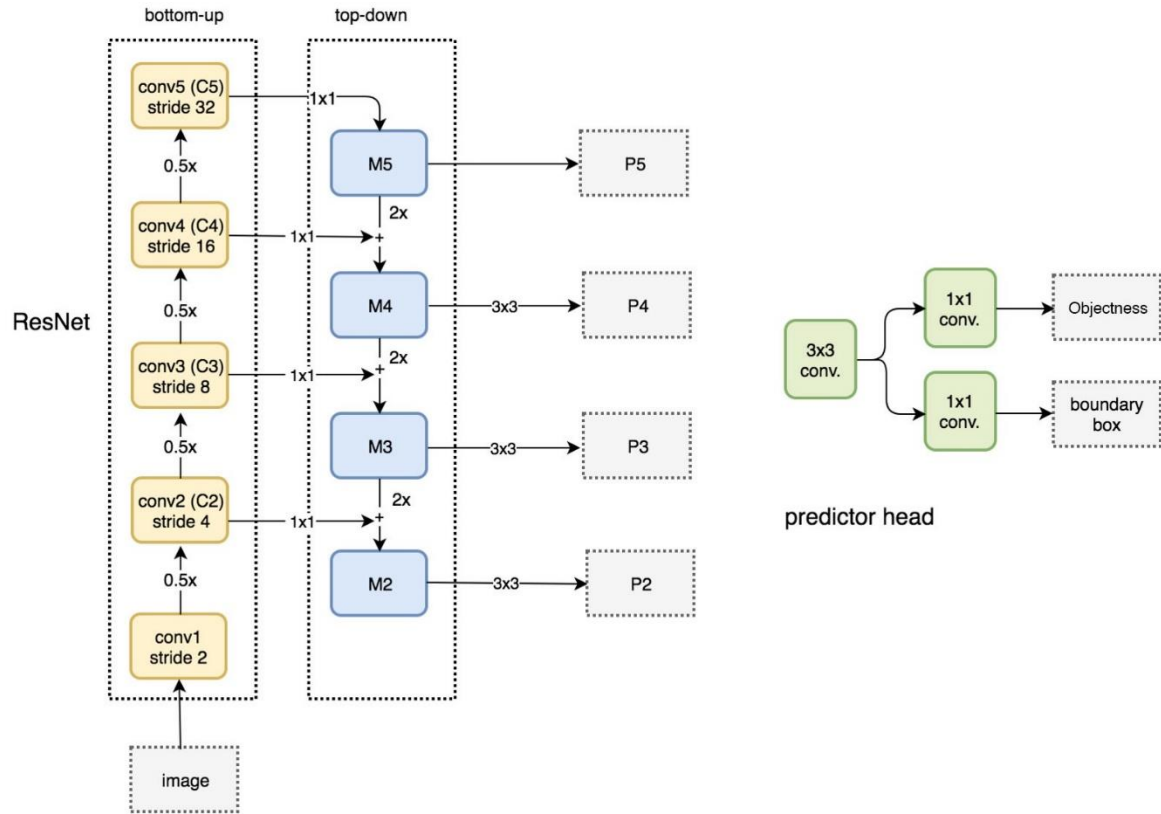 bottom-up
top-down
conv5 (C5)
stride 32
1x1
M5
P5
0.5x
2x
conv4 (C4)
stride 16
1x1
+
M4
3x3
P4
0.5x
2x
ResNet
conv3 (C3)
stride 8
1x1
+
M3
3x3
P3
0.5x
2x
conv2 (C2)
stride 4
1x1
+
M2
3x3
P2
0.5x
conv1
stride 2
image
3x3
conv.
1x1
conv.
Objectness
1x1
conv.
boundary
box
predictor head